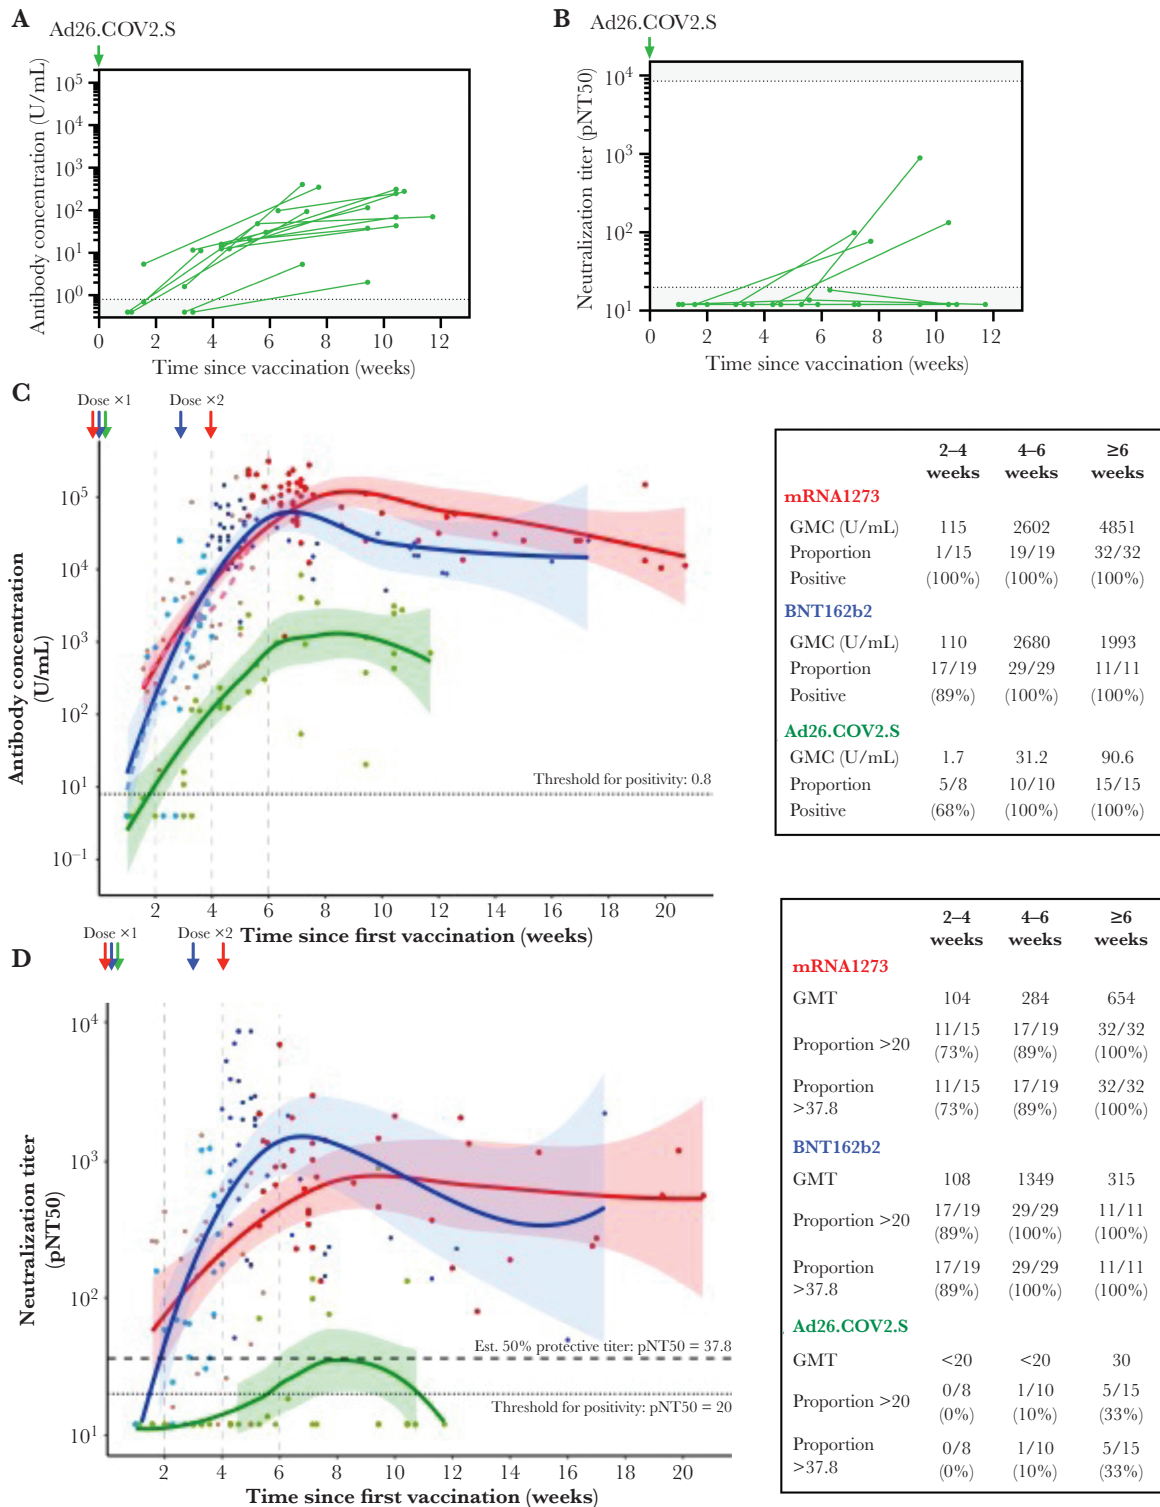 A
Ad26.COV2.S
Antibody concentration (U/mL)
10⁵
10⁴
10³
10²
10¹
10⁰
0 2 4 6 8 10 12
Time since vaccination (weeks)
B
Ad26.COV2.S
Neutralization titer (pNT50)
10⁴
10³
10²
10¹
0 2 4 6 8 10 12
Time since vaccination (weeks)
C
Dose ×1 Dose ×2
Antibody concentration
(U/mL)
10⁵
10⁴
10³
10²
10¹
10⁻¹
Threshold for positivity: 0.8
2 4 6 8 10 12 14 16 18 20
Time since first vaccination (weeks)
2–4 4–6 ≥6
weeks weeks weeks
mRNA1273
GMC (U/mL) 115 2602 4851
Proportion 1/15 19/19 32/32
Positive (100%) (100%) (100%)
BNT162b2
GMC (U/mL) 110 2680 1993
Proportion 17/19 29/29 11/11
Positive (89%) (100%) (100%)
Ad26.COV2.S
GMC (U/mL) 1.7 31.2 90.6
Proportion 5/8 10/10 15/15
Positive (68%) (100%) (100%)
D
Dose ×1 Dose ×2
Neutralization titer
(pNT50)
10⁴
10³
10²
10¹
Est. 50% protective titer: pNT50 = 37.8
Threshold for positivity: pNT50 = 20
2 4 6 8 10 12 14 16 18 20
Time since first vaccination (weeks)
2–4 4–6 ≥6
weeks weeks weeks
mRNA1273
GMT 104 284 654
Proportion >20 11/15 17/19 32/32
(73%) (89%) (100%)
Proportion 11/15 17/19 32/32
>37.8 (73%) (89%) (100%)
BNT162b2
GMT 108 1349 315
Proportion >20 17/19 29/29 11/11
(89%) (100%) (100%)
Proportion 17/19 29/29 11/11
>37.8 (89%) (100%) (100%)
Ad26.COV2.S
GMT <20 <20 30
Proportion >20 0/8 1/10 5/15
(0%) (10%) (33%)
Proportion 0/8 1/10 5/15
>37.8 (0%) (10%) (33%)